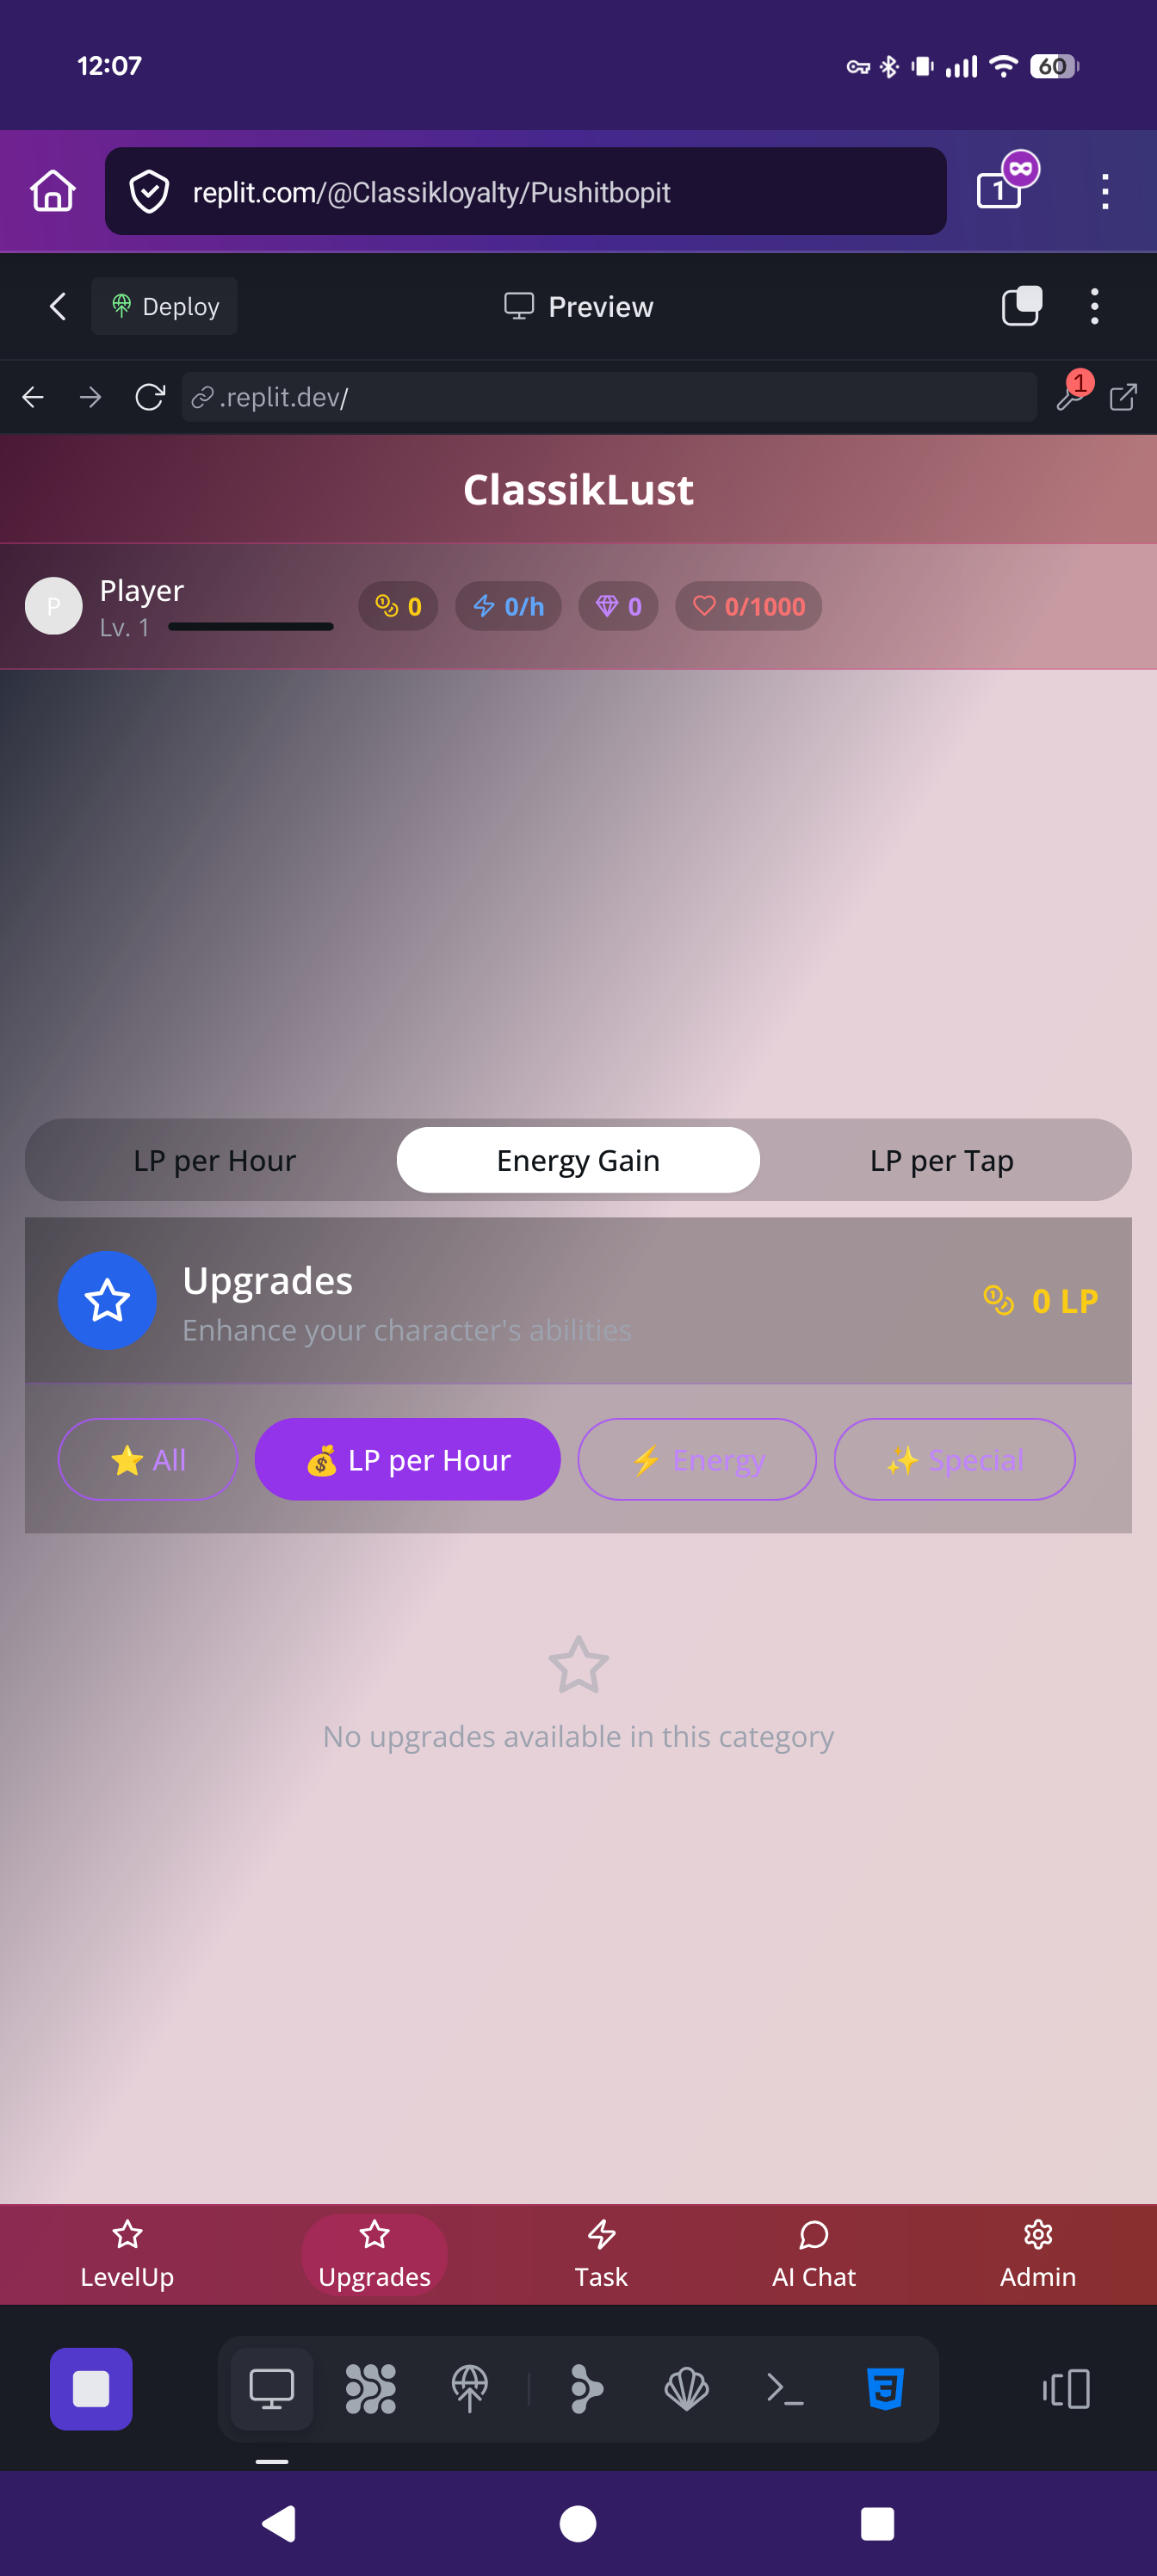 12:07
60
replit.com/@Classikloyalty/Pushitbopit
1
Deploy
Preview
.replit.dev/
1
ClassikLust
P
Player
Lv. 1
0
0/h
0
0/1000
LP per Hour
Energy Gain
LP per Tap
Upgrades
Enhance your character's abilities
0 LP
All
LP per Hour
Energy
Special
No upgrades available in this category
LevelUp
Upgrades
Task
AI Chat
Admin